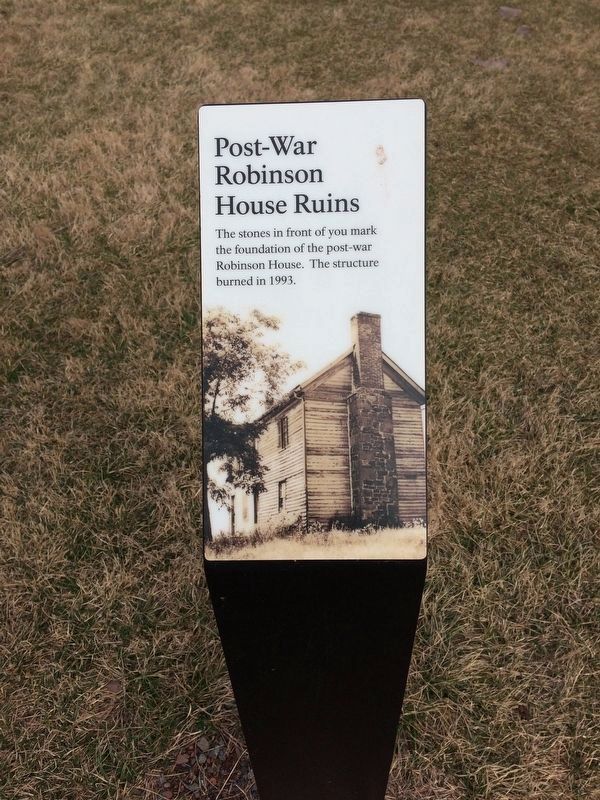 Post-War
Robinson
House Ruins
The stones in front of you mark
the foundation of the post-war
Robinson House. The structure
burned in 1993.